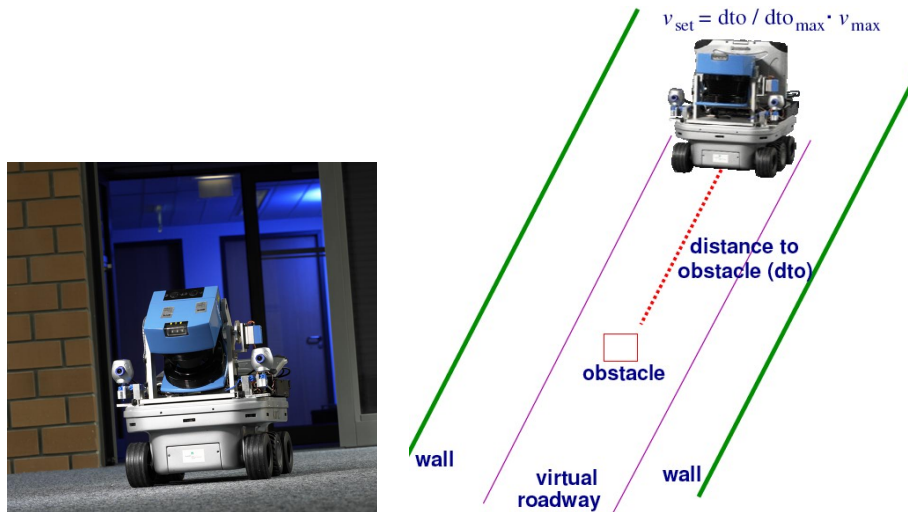 v_set = dto / dto_max · v_max
distance to
obstacle (dto)
obstacle
wall
virtual
roadway
wall